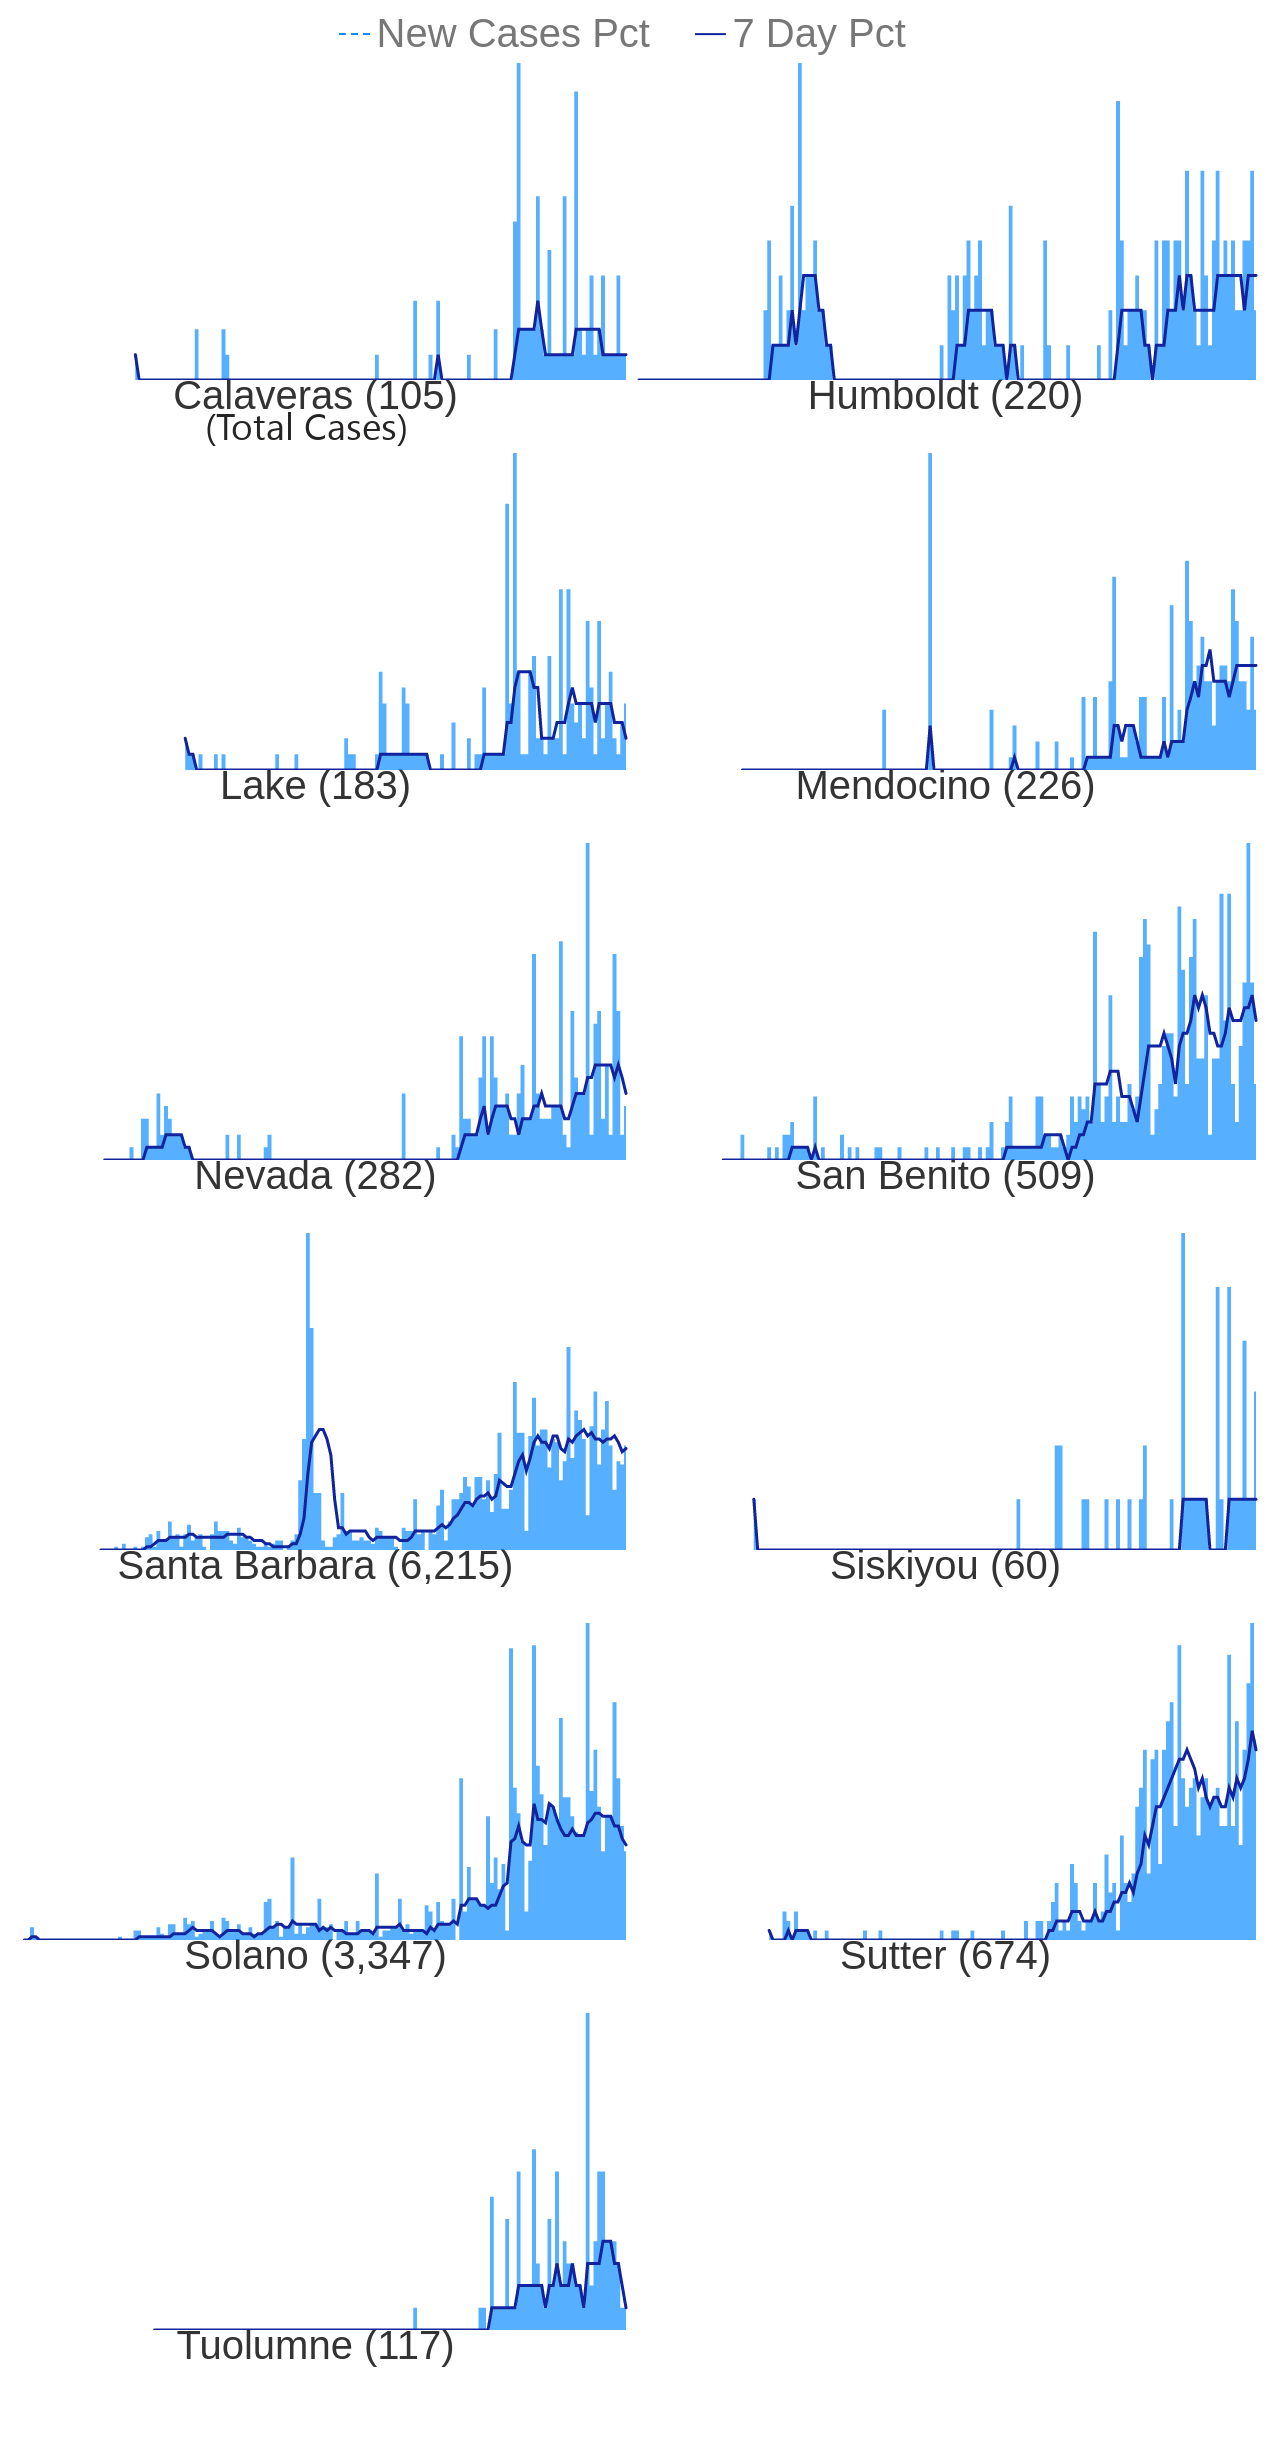 New Cases Pct 7 Day Pct
Calaveras (105) Humboldt (220)
(Total Cases)
Lake (183) Mendocino (226)
Nevada (282) San Benito (509)
Santa Barbara (6,215) Siskiyou (60)
Solano (3,347) Sutter (674)
Tuolumne (117)